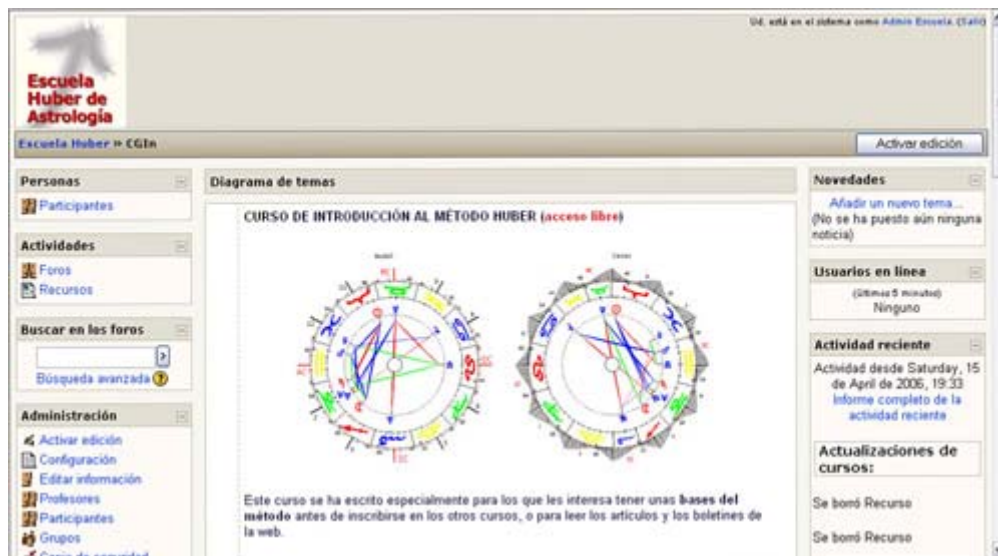 Ud. está en el sistema como Admin Escuela. (Salir)
Escuela
Huber de
Astrología
Escuela Huber » CGIn
Activar edición
Personas
Participantes
Actividades
Foros
Recursos
Buscar en los foros
Búsqueda avanzada
Administración
Activar edición
Configuración
Editar información
Profesores
Participantes
Grupos
Copia de seguridad
Diagrama de temas
CURSO DE INTRODUCCIÓN AL MÉTODO HUBER (acceso libre)
Este curso se ha escrito especialmente para los que les interesa tener unas bases del
método antes de inscribirse en los otros cursos, o para leer los artículos y los boletines de
la web.
Novedades
Añadir un nuevo tema...
(No se ha puesto aún ninguna
noticia)
Usuarios en línea
(últimos 5 minutos)
Ninguno
Actividad reciente
Actividad desde Saturday, 15
de April de 2006, 19:33
Informe completo de la
actividad reciente
Actualizaciones de
cursos:
Se borró Recurso
Se borró Recurso